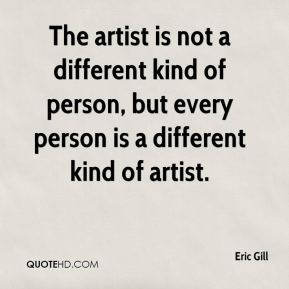 The artist is not a
different kind of
person, but every
person is a different
kind of artist.
Eric Gill
QUOTEHD.COM